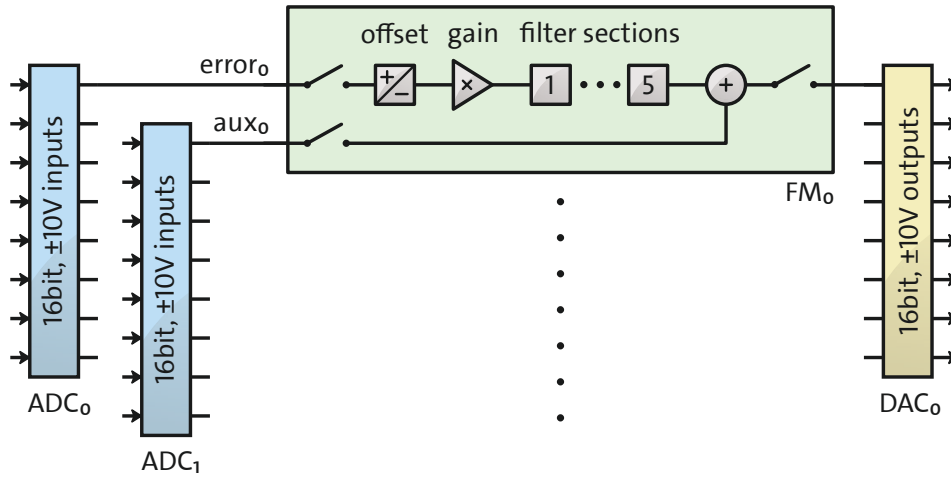 offset gain filter sections
error₀
+
− × 1 5 +
aux₀
FM₀
16bit, ±10V inputs
16bit, ±10V inputs
16bit, ±10V outputs
ADC₀
DAC₀
ADC₁